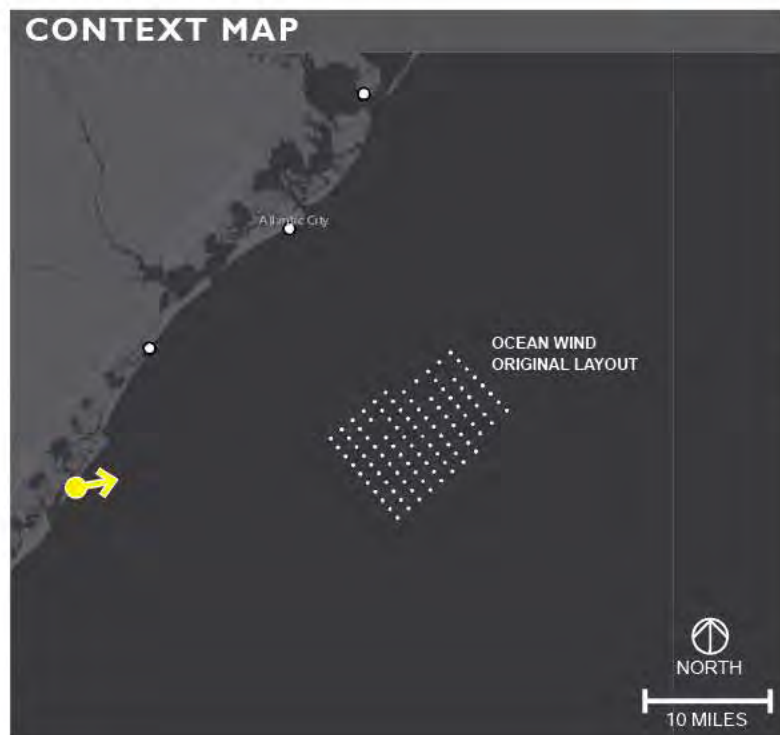 CONTEXT MAP
Atlantic City
OCEAN WIND
ORIGINAL LAYOUT
NORTH
10 MILES